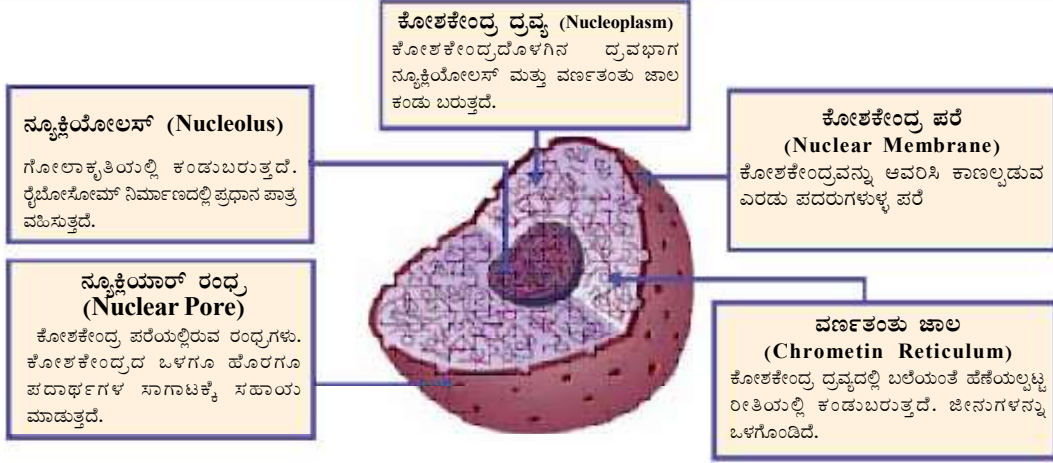 ಕೋಶಕೇಂದ್ರ ದ್ರವ್ಯ (Nucleoplasm)
ಕೋಶಕೇಂದ್ರದೊಳಗಿನ ದ್ರವಭಾಗ
ನ್ಯೂಕ್ಲಿಯೋಲಸ್ ಮತ್ತು ವರ್ಣತಂತು ಜಾಲ
ಕಂಡು ಬರುತ್ತದೆ.
ನ್ಯೂಕ್ಲಿಯೋಲಸ್ (Nucleolus)
ಗೋಲಾಕೃತಿಯಲ್ಲಿ ಕಂಡುಬರುತ್ತದೆ.
ರೈಬೋಸೋಮ್ ನಿರ್ಮಾಣದಲ್ಲಿ ಪ್ರಧಾನ ಪಾತ್ರ
ವಹಿಸುತ್ತದೆ.
ಕೋಶಕೇಂದ್ರ ಪರೆ
(Nuclear Membrane)
ಕೋಶಕೇಂದ್ರವನ್ನು ಆವರಿಸಿ ಕಾಣಲ್ಪಡುವ
ಎರಡು ಪದರುಗಳುಳ್ಳ ಪರೆ
ನ್ಯೂಕ್ಲಿಯಾರ್ ರಂಧ್ರ
(Nuclear Pore)
ಕೋಶಕೇಂದ್ರ ಪರೆಯಲ್ಲಿರುವ ರಂಧ್ರಗಳು.
ಕೋಶಕೇಂದ್ರದ ಒಳಗೂ ಹೊರಗೂ
ಪದಾರ್ಥಗಳ ಸಾಗಾಟಕ್ಕೆ ಸಹಾಯ
ಮಾಡುತ್ತದೆ.
ವರ್ಣತಂತು ಜಾಲ
(Chrometin Reticulum)
ಕೋಶಕೇಂದ್ರ ದ್ರವ್ಯದಲ್ಲಿ ಬಲೆಯಂತೆ ಹೆಣೆಯಲ್ಪಟ್ಟ
ರೀತಿಯಲ್ಲಿ ಕಂಡುಬರುತ್ತದೆ. ಜೀನುಗಳನ್ನು
ಒಳಗೊಂಡಿದೆ.